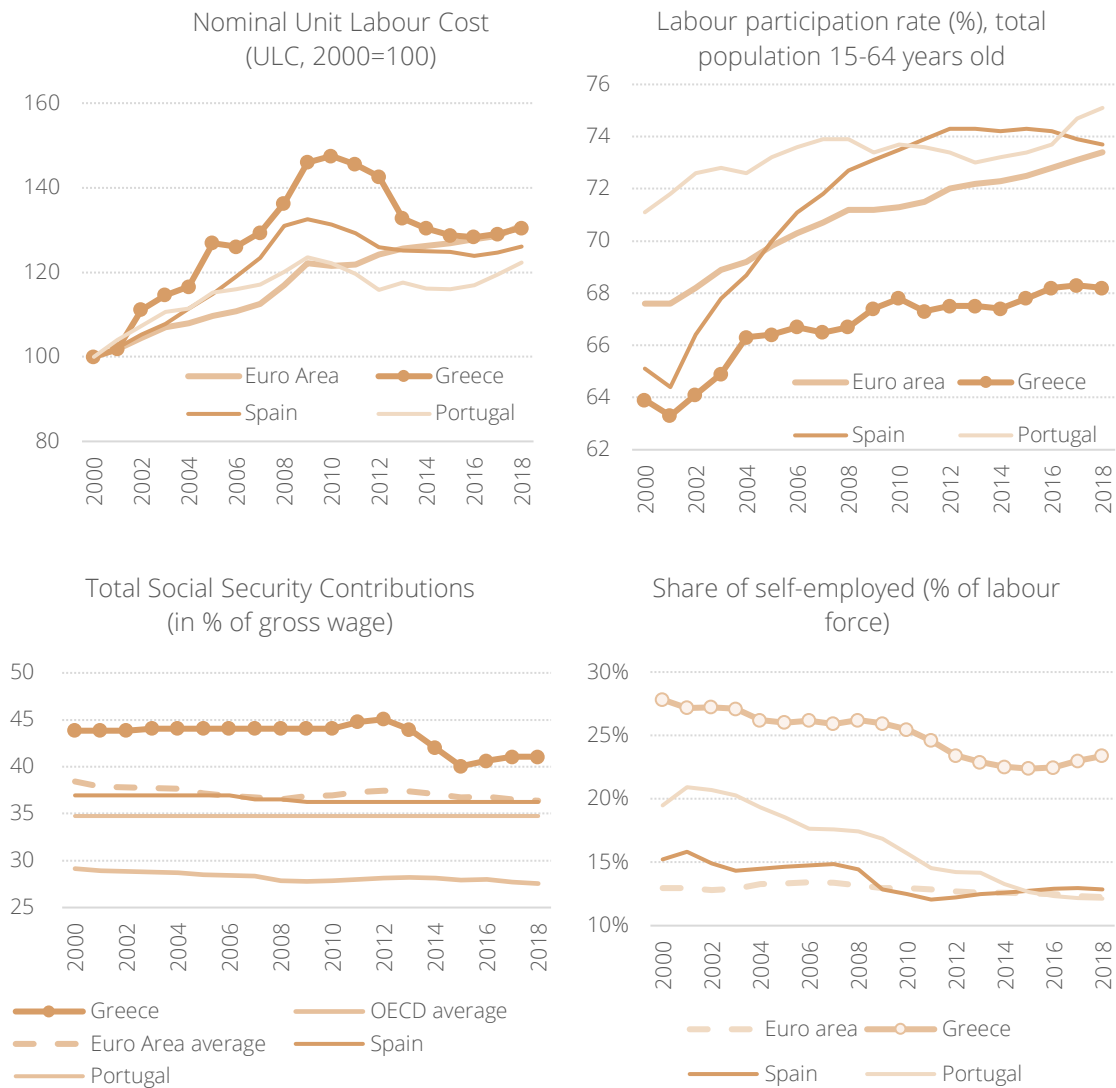 Nominal Unit Labour Cost
(ULC, 2000=100)
160
140
120
100
80
Euro Area
Greece
Spain
Portugal
2000
2002
2004
2006
2008
2010
2012
2014
2016
2018
Labour participation rate (%), total
population 15-64 years old
76
74
72
70
68
66
64
62
Euro area
Greece
Spain
Portugal
2000
2002
2004
2006
2008
2010
2012
2014
2016
2018
Total Social Security Contributions
(in % of gross wage)
50
45
40
35
30
25
2000
2002
2004
2006
2008
2010
2012
2014
2016
2018
Greece
OECD average
Euro Area average
Spain
Portugal
Share of self-employed (% of labour
force)
30%
25%
20%
15%
10%
2000
2002
2004
2006
2008
2010
2012
2014
2016
2018
Euro area
Greece
Spain
Portugal